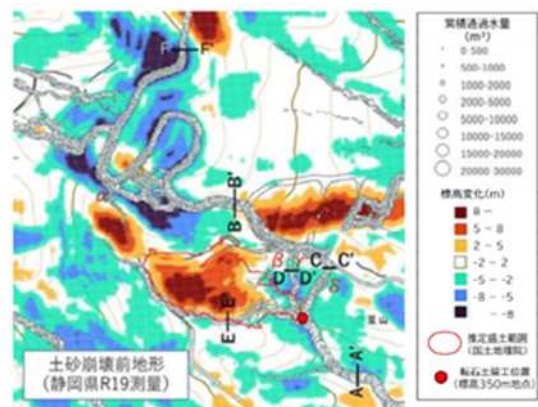 累積通過水量
(m³)
0-500
500-1000
1000-2000
2000-5000
5000-10000
10000-15000
15000-20000
20000 30000
標高変化(m)
8 —
5 - 8
2 - 5
-2 - 2
-5 - -2
-8 - -5
- -8
推定盛土範囲
(国土地理院)
転石土留工位置
(標高350m地点)
F F'
B'
B
β γ
C C'
D D'
δ
E'
E
A'
A
土砂崩壊前地形
(静岡県R19測量)